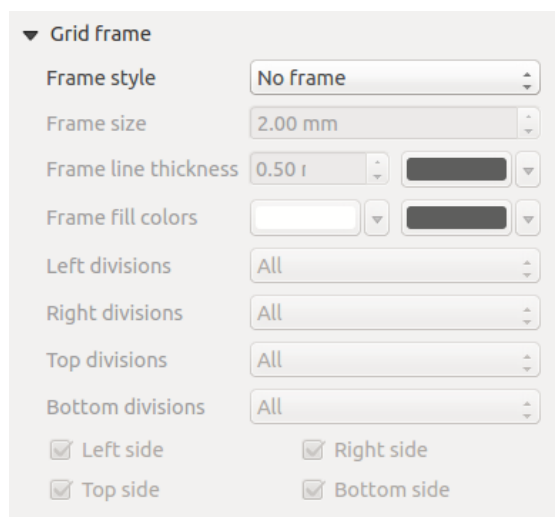 Grid frame
Frame style No frame
Frame size 2.00 mm
Frame line thickness 0.50
Frame fill colors
Left divisions All
Right divisions All
Top divisions All
Bottom divisions All
Left side Right side
Top side Bottom side